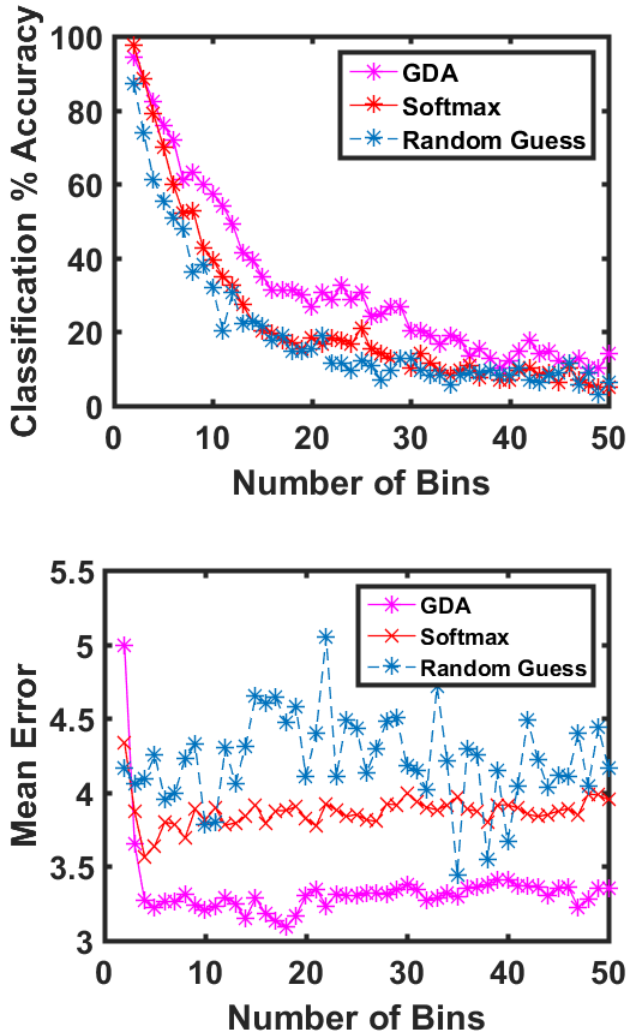 Classification % Accuracy
100
80
60
40
20
0
GDA
Softmax
Random Guess
0 10 20 30 40 50
Number of Bins
Mean Error
5.5
5
4.5
4
3.5
3
GDA
Softmax
Random Guess
0 10 20 30 40 50
Number of Bins